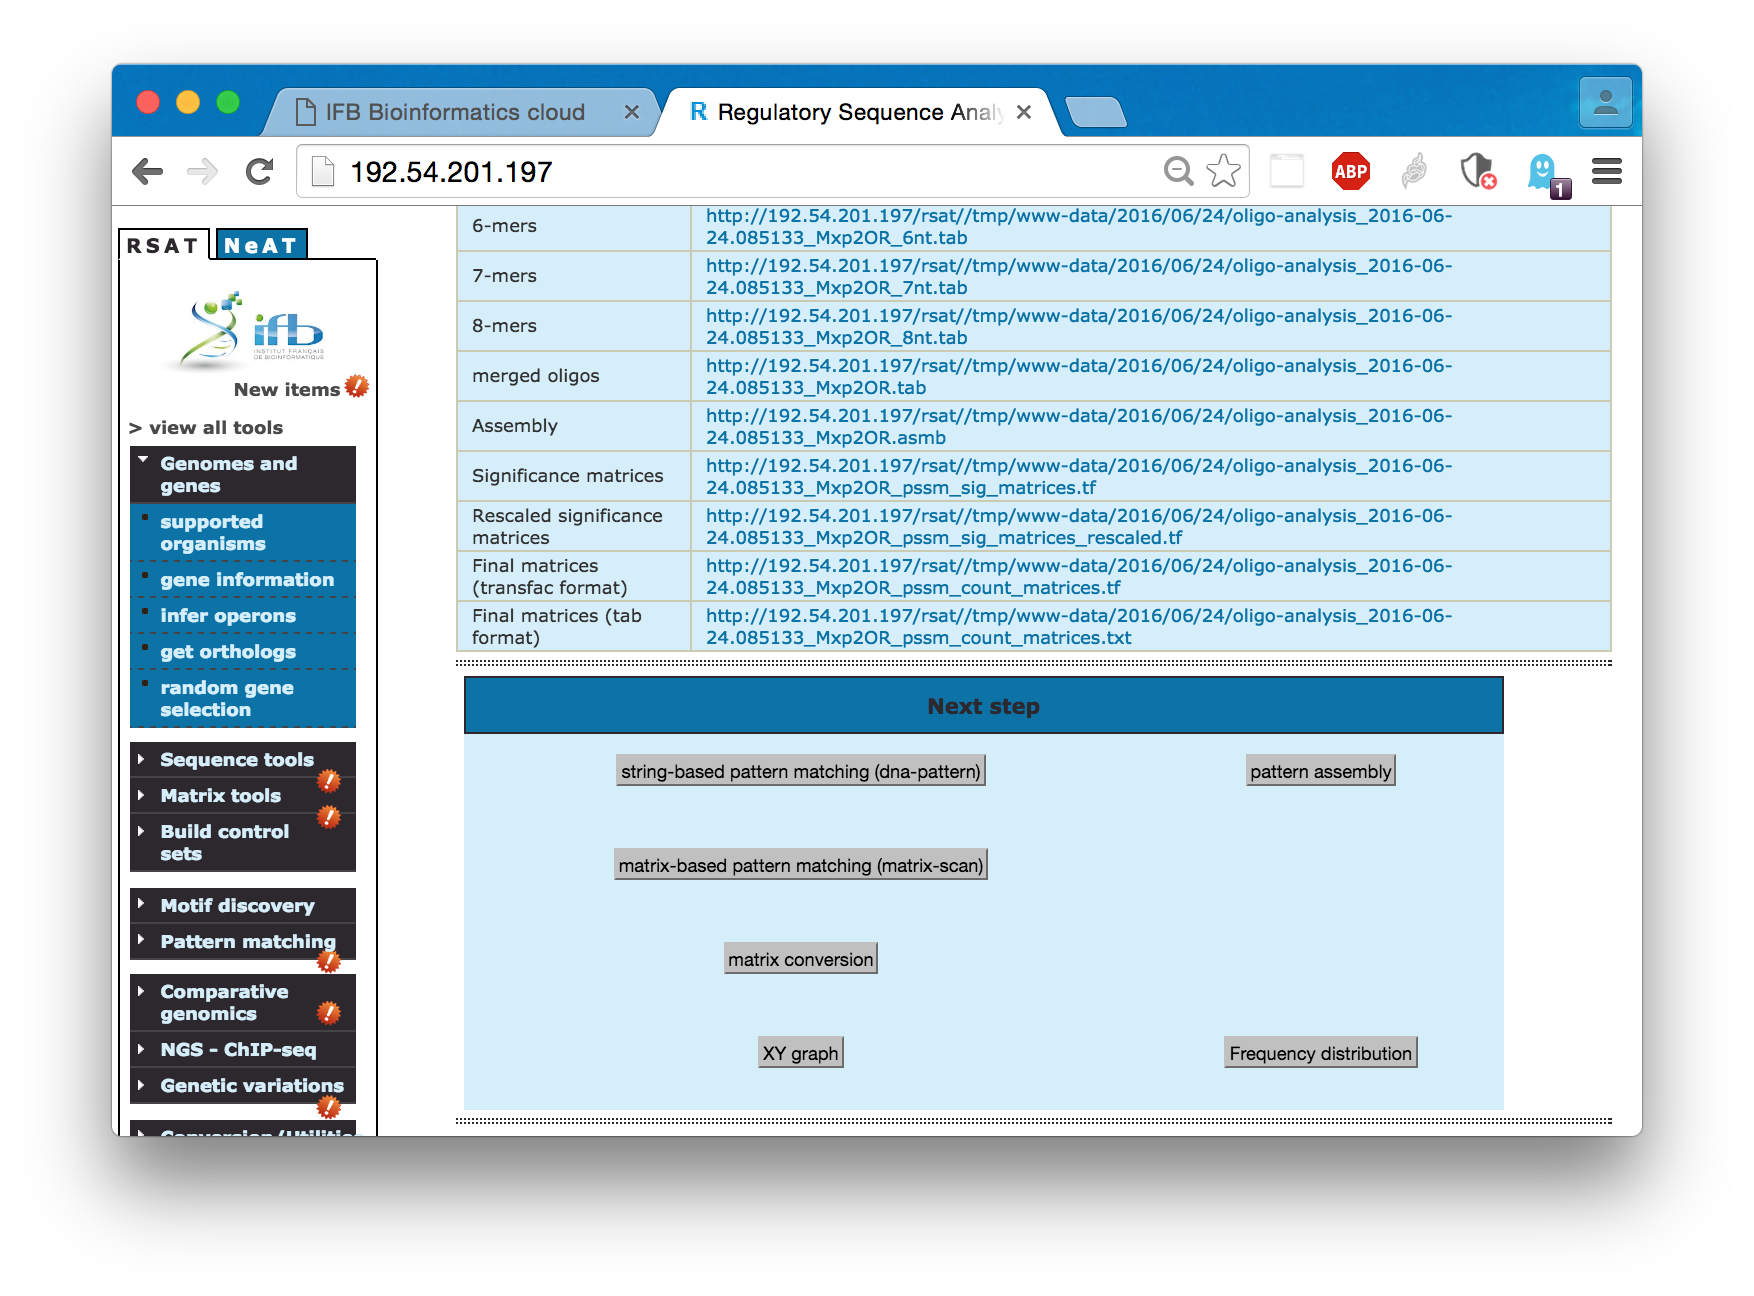 IFB Bioinformatics cloud
R Regulatory Sequence Analy
192.54.201.197
ABP
1
RSAT NeAT
ifb
INSTITUT FRANÇAIS
DE BIOINFORMATIQUE
New items
> view all tools
Genomes and
genes
supported
organisms
gene information
infer operons
get orthologs
random gene
selection
Sequence tools
Matrix tools
Build control
sets
Motif discovery
Pattern matching
Comparative
genomics
NGS - ChIP-seq
Genetic variations
Conversion/Utilitie
6-mers
http://192.54.201.197/rsat//tmp/www-data/2016/06/24/oligo-analysis_2016-06-
24.085133_Mxp2OR_6nt.tab
7-mers
http://192.54.201.197/rsat//tmp/www-data/2016/06/24/oligo-analysis_2016-06-
24.085133_Mxp2OR_7nt.tab
8-mers
http://192.54.201.197/rsat//tmp/www-data/2016/06/24/oligo-analysis_2016-06-
24.085133_Mxp2OR_8nt.tab
merged oligos
http://192.54.201.197/rsat//tmp/www-data/2016/06/24/oligo-analysis_2016-06-
24.085133_Mxp2OR.tab
Assembly
http://192.54.201.197/rsat//tmp/www-data/2016/06/24/oligo-analysis_2016-06-
24.085133_Mxp2OR.asmb
Significance matrices
http://192.54.201.197/rsat//tmp/www-data/2016/06/24/oligo-analysis_2016-06-
24.085133_Mxp2OR_pssm_sig_matrices.tf
Rescaled significance
matrices
http://192.54.201.197/rsat//tmp/www-data/2016/06/24/oligo-analysis_2016-06-
24.085133_Mxp2OR_pssm_sig_matrices_rescaled.tf
Final matrices
(transfac format)
http://192.54.201.197/rsat//tmp/www-data/2016/06/24/oligo-analysis_2016-06-
24.085133_Mxp2OR_pssm_count_matrices.tf
Final matrices (tab
format)
http://192.54.201.197/rsat//tmp/www-data/2016/06/24/oligo-analysis_2016-06-
24.085133_Mxp2OR_pssm_count_matrices.txt
Next step
string-based pattern matching (dna-pattern)
pattern assembly
matrix-based pattern matching (matrix-scan)
matrix conversion
XY graph
Frequency distribution